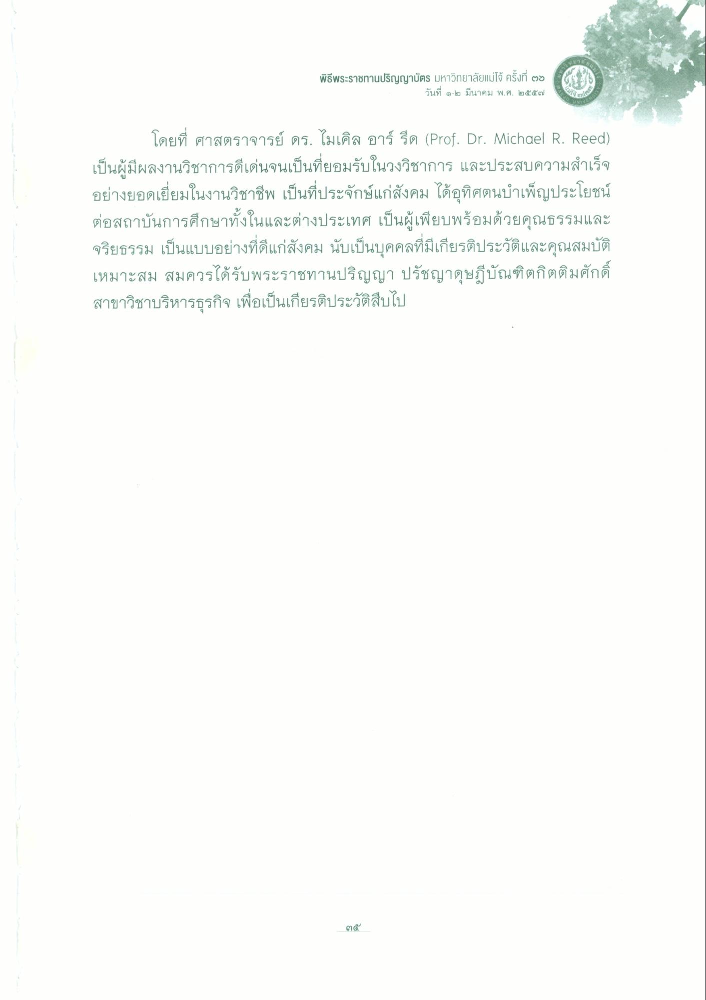 พิธีพระราชทานปริญญาบัตร มหาวิทยาลัยแม่โจ้ ครั้งที่ ๓๖
วันที่ ๑-๒ มีนาคม พ.ศ. ๒๕๕๗
โดยที่ ศาสตราจารย์ ดร. ไมเคิล อาร์ รีด (Prof. Dr. Michael R. Reed)
เป็นผู้มีผลงานวิชาการดีเด่นจนเป็นที่ยอมรับในวงวิชาการ และประสบความสำเร็จ
อย่างยอดเยี่ยมในงานวิชาชีพ เป็นที่ประจักษ์แก่สังคม ได้อุทิศตนบำเพ็ญประโยชน์
ต่อสถาบันการศึกษาทั้งในและต่างประเทศ เป็นผู้เพียบพร้อมด้วยคุณธรรมและ
จริยธรรม เป็นแบบอย่างที่ดีแก่สังคม นับเป็นบุคคลที่มีเกียรติประวัติและคุณสมบัติ
เหมาะสม สมควรได้รับพระราชทานปริญญา ปรัชญาดุษฎีบัณฑิตกิตติมศักดิ์
สาขาวิชาบริหารธุรกิจ เพื่อเป็นเกียรติประวัติสืบไป
๓๕